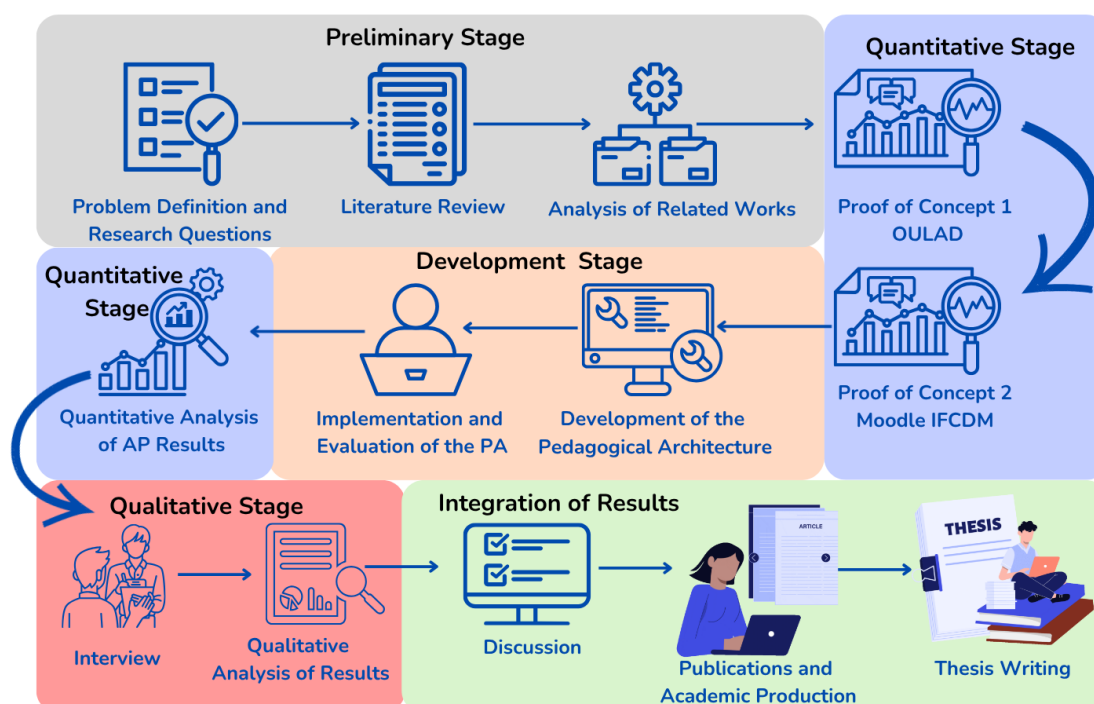 Preliminary Stage
Problem Definition and
Research Questions
Literature Review
Analysis of Related Works
Quantitative Stage
Proof of Concept 1
OULAD
Proof of Concept 2
Moodle IFCDM
Development Stage
Development of the
Pedagogical Architecture
Implementation and
Evaluation of the PA
Quantitative
Stage
Quantitative Analysis
of AP Results
Qualitative Stage
Interview
Qualitative
Analysis of Results
Integration of Results
Discussion
ARTICLE
Publications and
Academic Production
THESIS
Thesis Writing